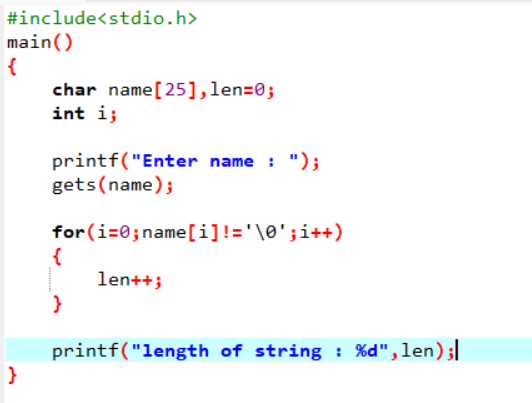 #include<stdio.h>
main()
{
char name[25],len=0;
int i;
printf("Enter name : ");
gets(name);
for(i=0;name[i]!='\0';i++)
{
len++;
}
printf("length of string : %d",len);
}